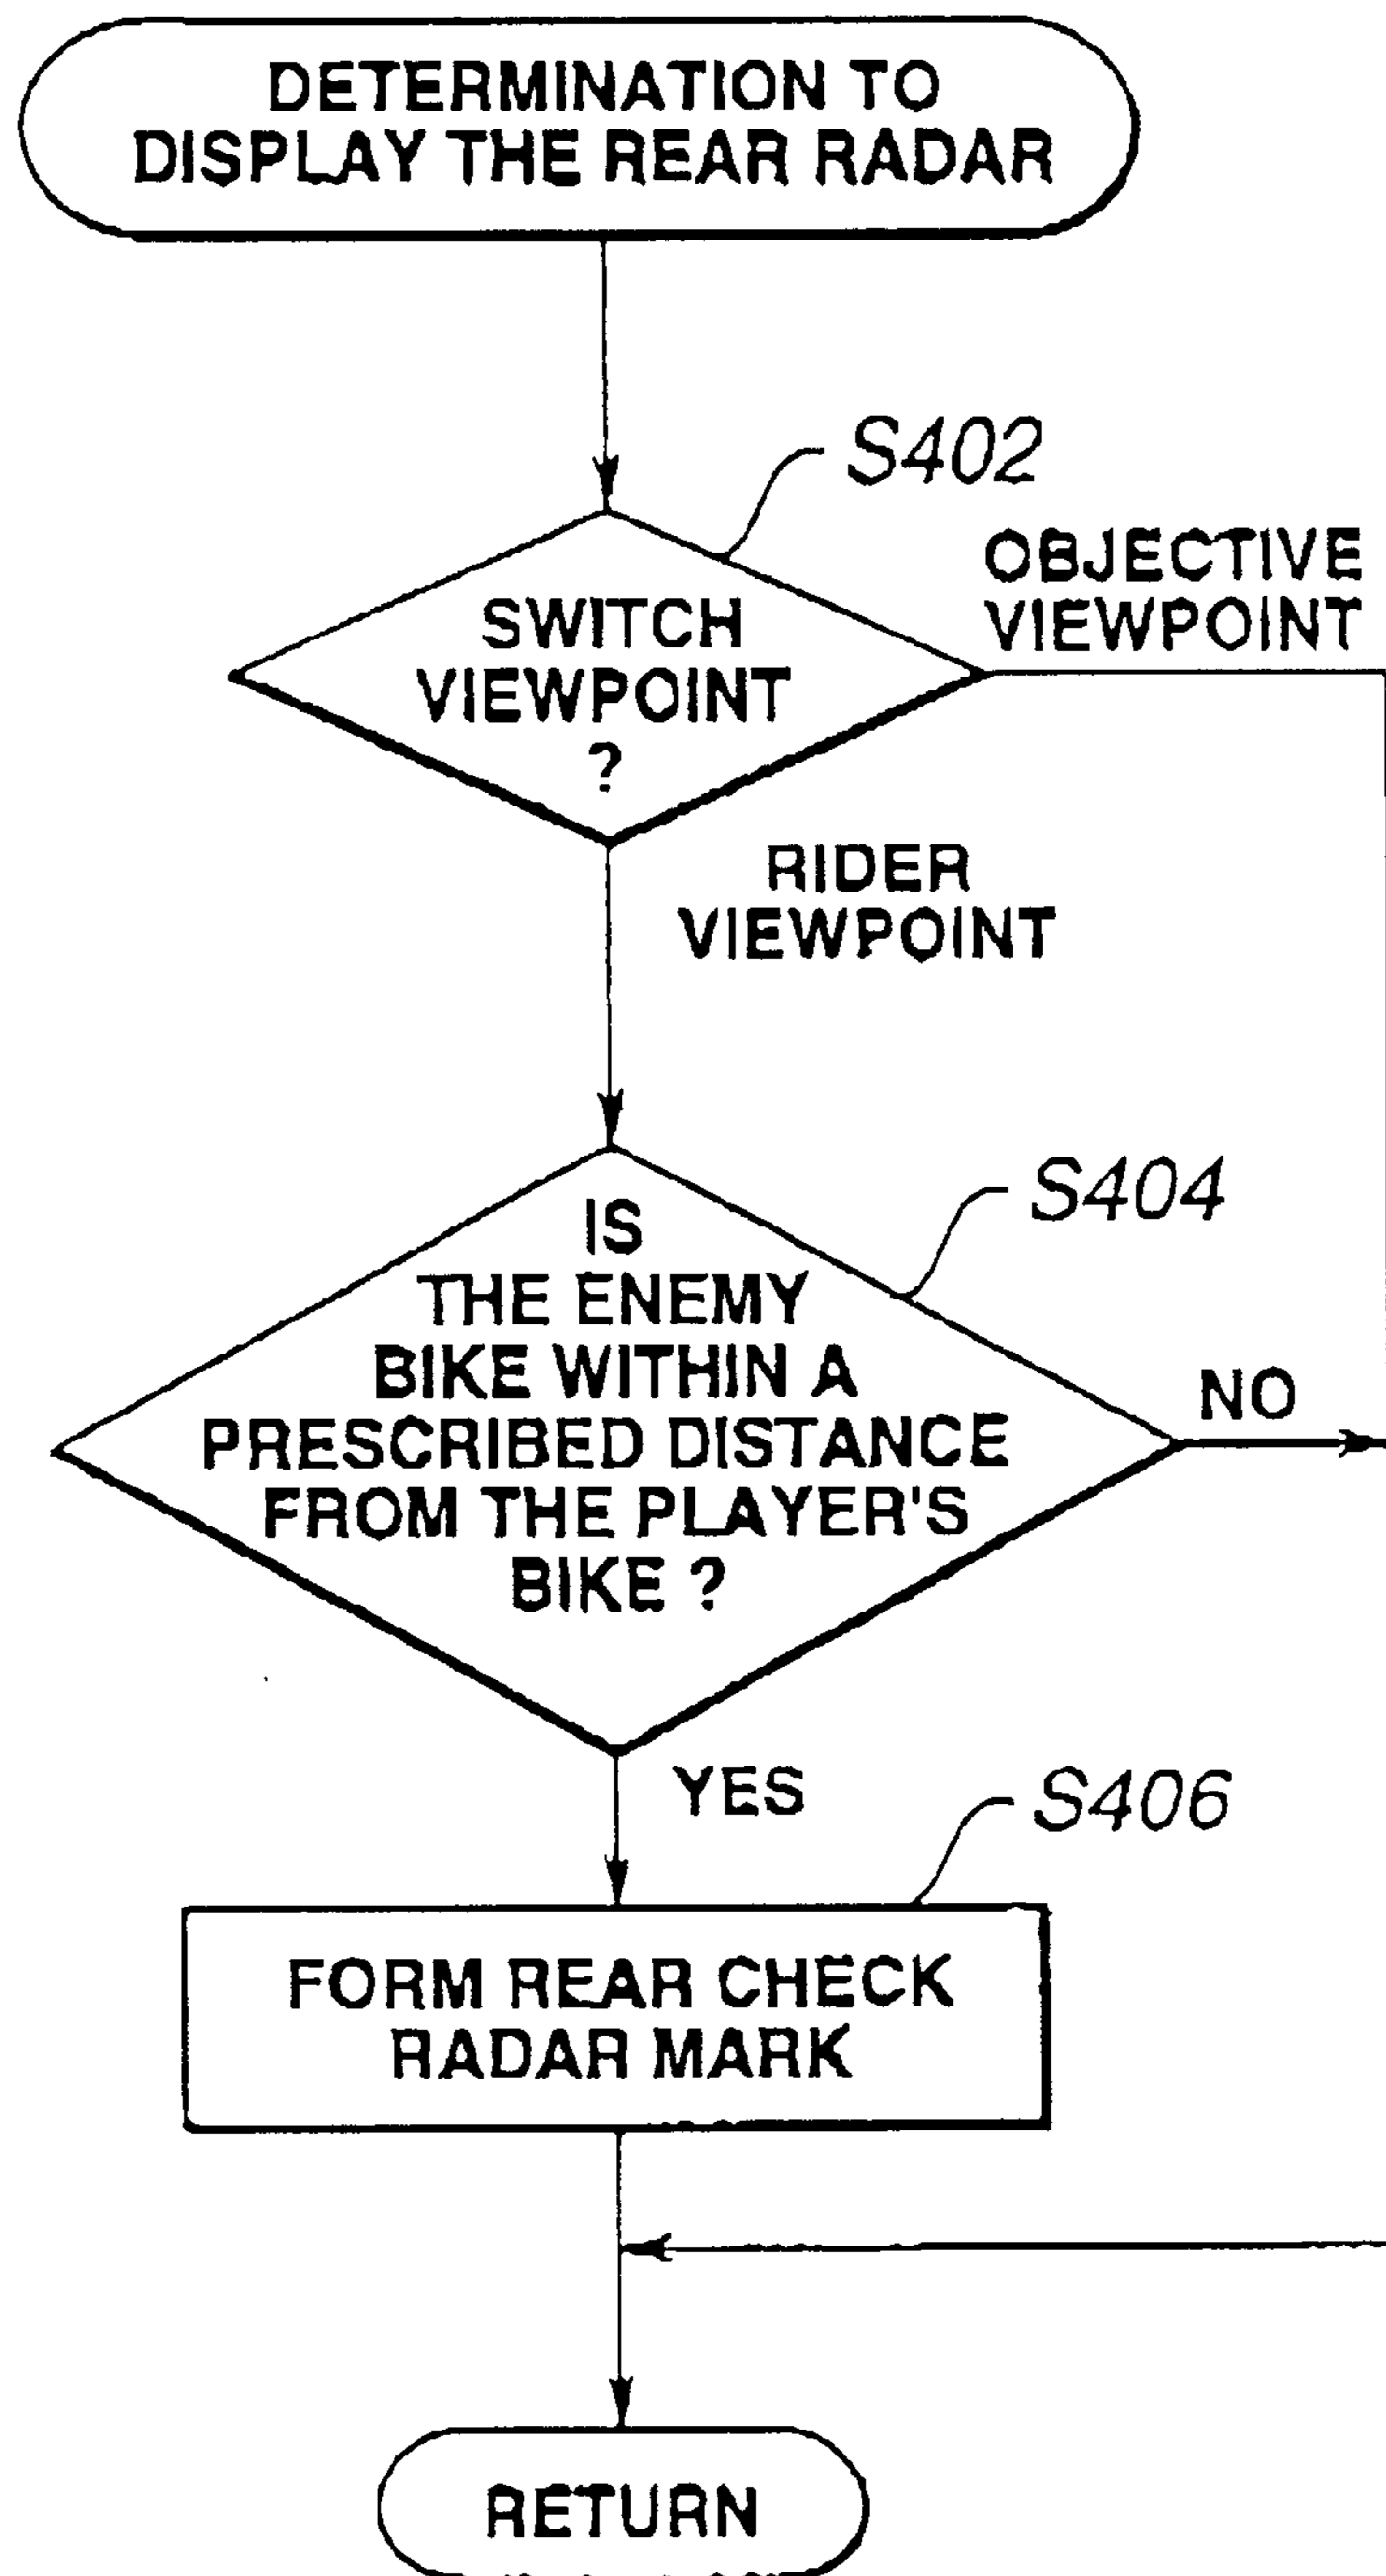 DETERMINATION TO
DISPLAY THE REAR RADAR
S402
OBJECTIVE
VIEWPOINT
SWITCH
VIEWPOINT
?
RIDER
VIEWPOINT
S404
IS
THE ENEMY
BIKE WITHIN A
PRESCRIBED DISTANCE
FROM THE PLAYER'S
BIKE ?
NO
YES
S406
FORM REAR CHECK
RADAR MARK
RETURN